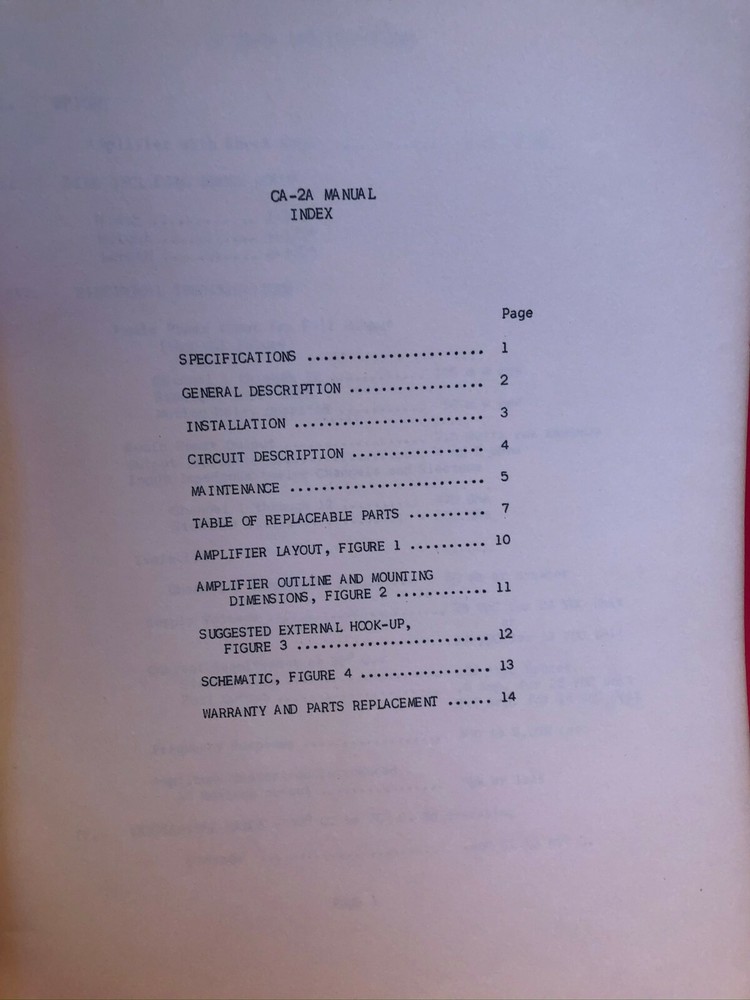 CA-2A MANUAL
INDEX
Page
SPECIFICATIONS ...................... 1
GENERAL DESCRIPTION ................. 2
INSTALLATION ....................... 3
CIRCUIT DESCRIPTION ................ 4
MAINTENANCE ........................ 5
TABLE OF REPLACEABLE PARTS .......... 7
AMPLIFIER LAYOUT, FIGURE 1 .......... 10
AMPLIFIER OUTLINE AND MOUNTING
DIMENSIONS, FIGURE 2 ........... 11
SUGGESTED EXTERNAL HOOK-UP,
FIGURE 3 ........................ 12
SCHEMATIC, FIGURE 4 ................ 13
WARRANTY AND PARTS REPLACEMENT ...... 14